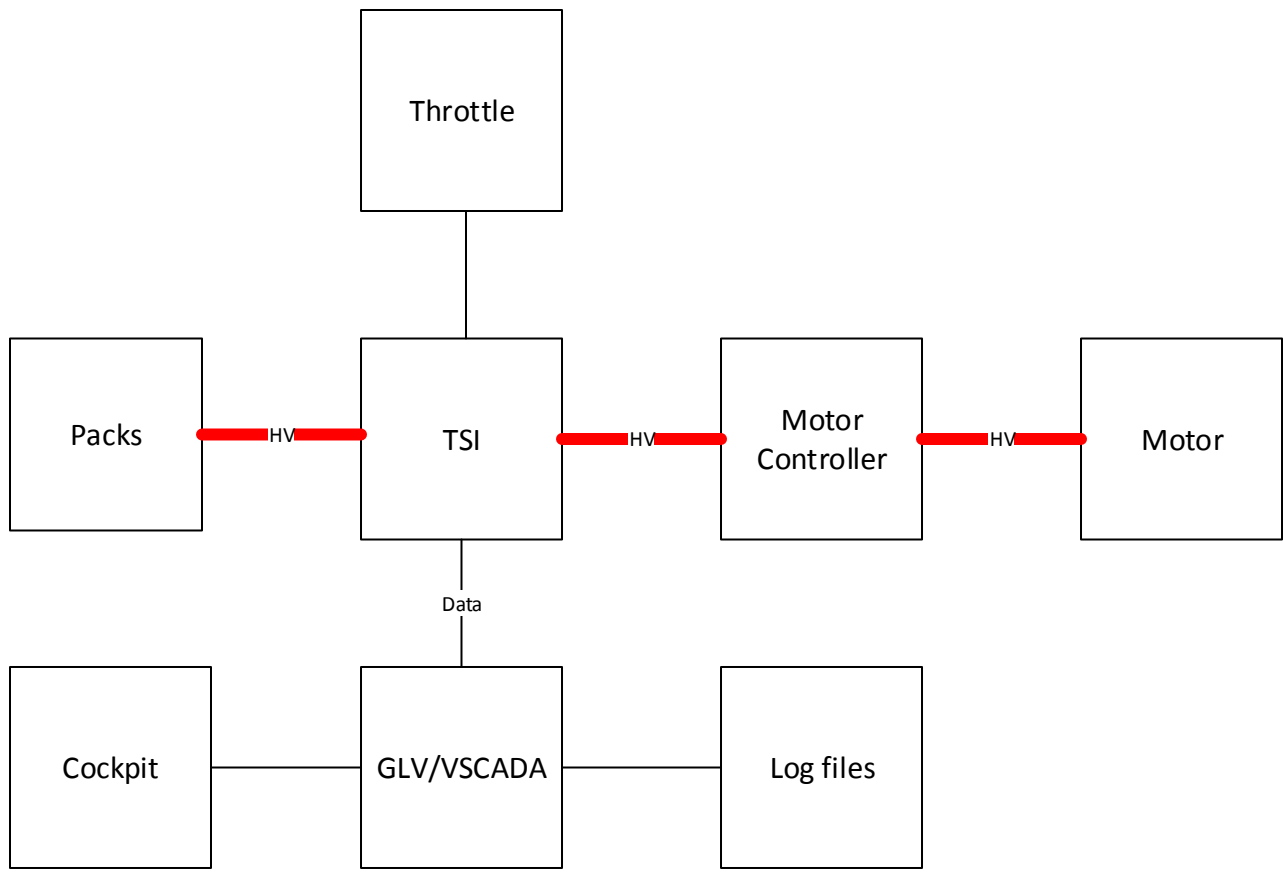 Throttle
Packs
HV
TSI
HV
Motor
Controller
HV
Motor
Data
Cockpit
GLV/VSCADA
Log files